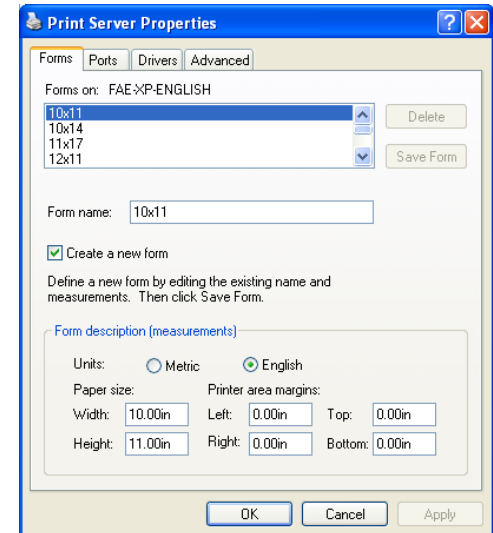 Print Server Properties
Forms Ports Drivers Advanced
Forms on: FAE-XP-ENGLISH
10x11
10x14
11x17
12x11
Delete
Save Form
Form name: 10x11
Create a new form
Define a new form by editing the existing name and
measurements. Then click Save Form.
Form description (measurements)
Units: Metric English
Paper size: Printer area margins:
Width: 10.00in Left: 0.00in Top: 0.00in
Height: 11.00in Right: 0.00in Bottom: 0.00in
OK Cancel Apply